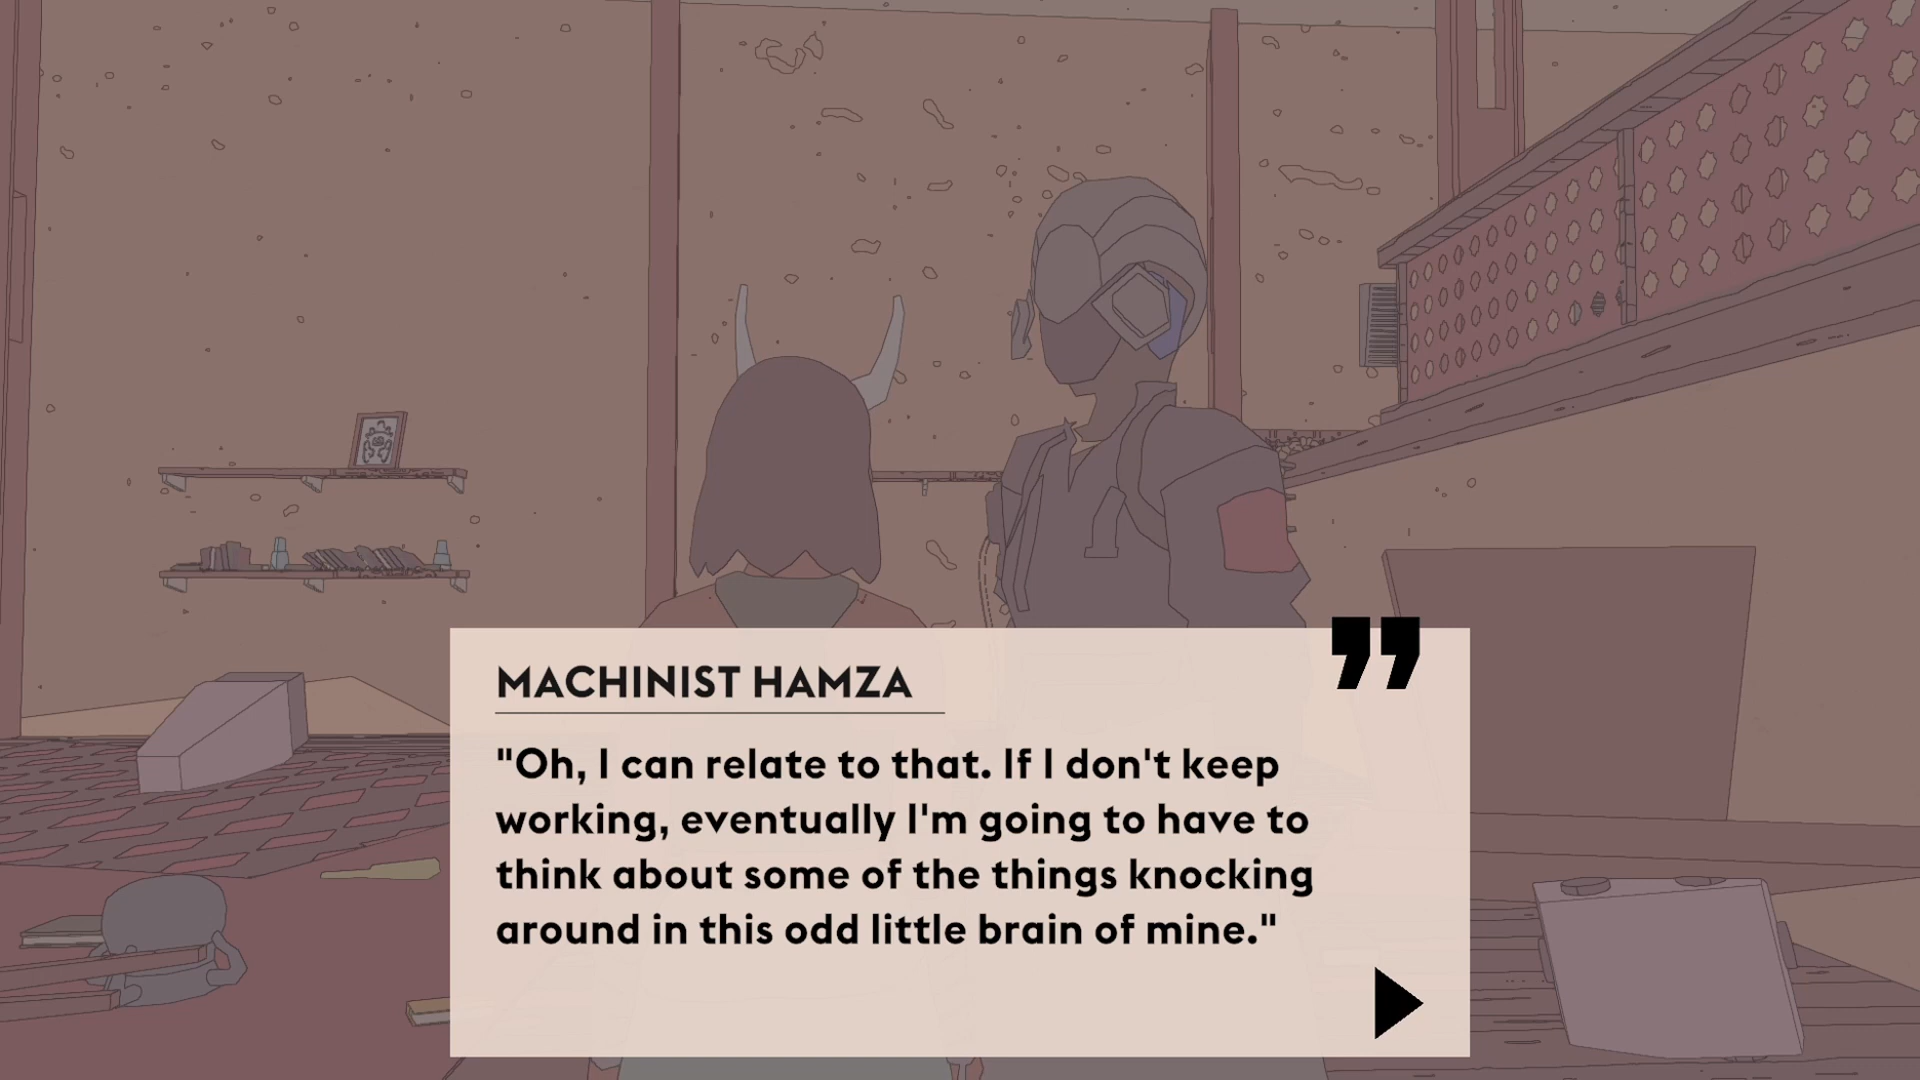 MACHINIST HAMZA
"Oh, I can relate to that. If I don't keep
working, eventually I'm going to have to
think about some of the things knocking
around in this odd little brain of mine."